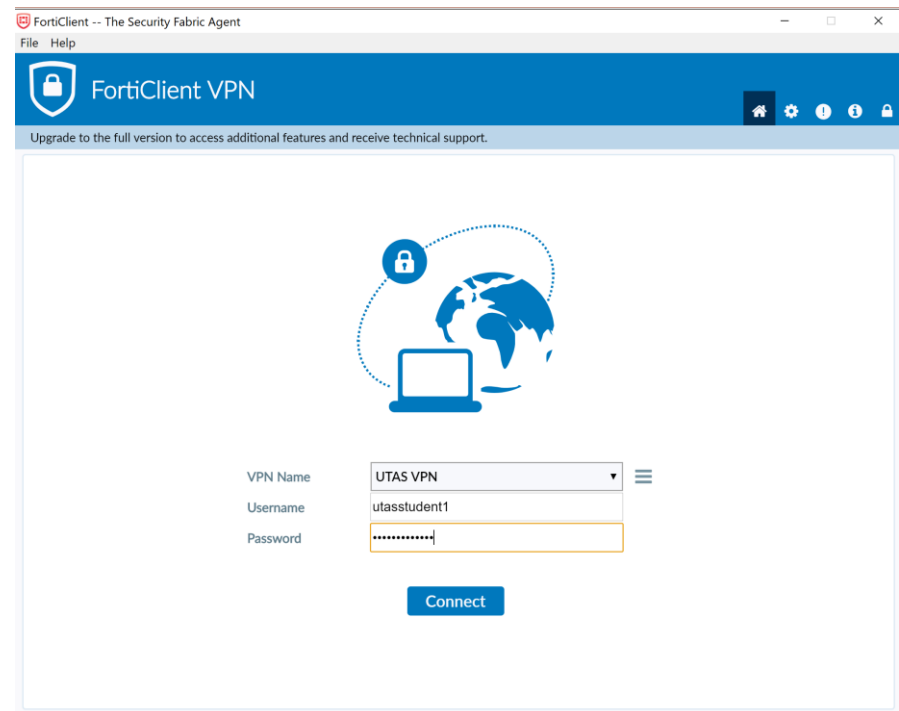 FortiClient -- The Security Fabric Agent
File Help
FortiClient VPN
Upgrade to the full version to access additional features and receive technical support.
VPN Name UTAS VPN
Username utasstudent1
Password •••••••••••••
Connect